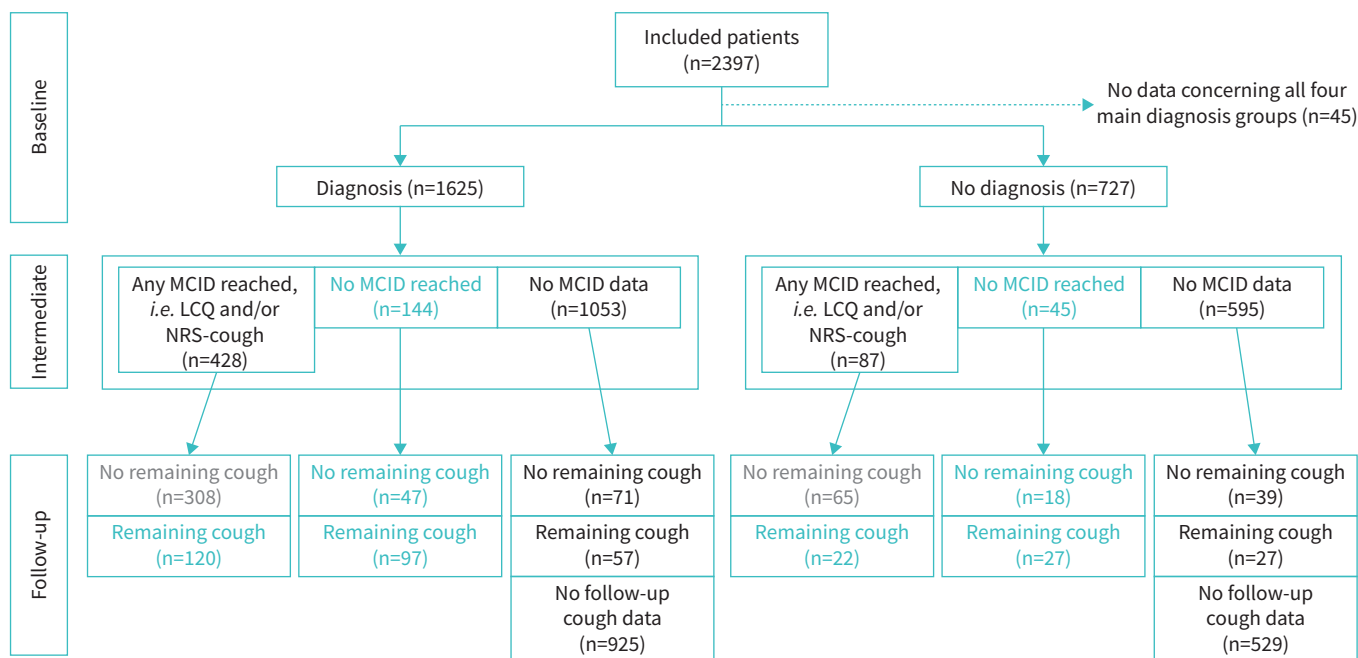 Baseline
Included patients
(n=2397)
No data concerning all four
main diagnosis groups (n=45)
Diagnosis (n=1625)
No diagnosis (n=727)
Intermediate
Any MCID reached,
i.e. LCQ and/or
NRS-cough
(n=428)
No MCID reached
(n=144)
No MCID data
(n=1053)
Any MCID reached,
i.e. LCQ and/or
NRS-cough
(n=87)
No MCID reached
(n=45)
No MCID data
(n=595)
Follow-up
No remaining cough
(n=308)
Remaining cough
(n=120)
No remaining cough
(n=47)
Remaining cough
(n=97)
No remaining cough
(n=71)
Remaining cough
(n=57)
No follow-up
cough data
(n=925)
No remaining cough
(n=65)
Remaining cough
(n=22)
No remaining cough
(n=18)
Remaining cough
(n=27)
No remaining cough
(n=39)
Remaining cough
(n=27)
No follow-up
cough data
(n=529)